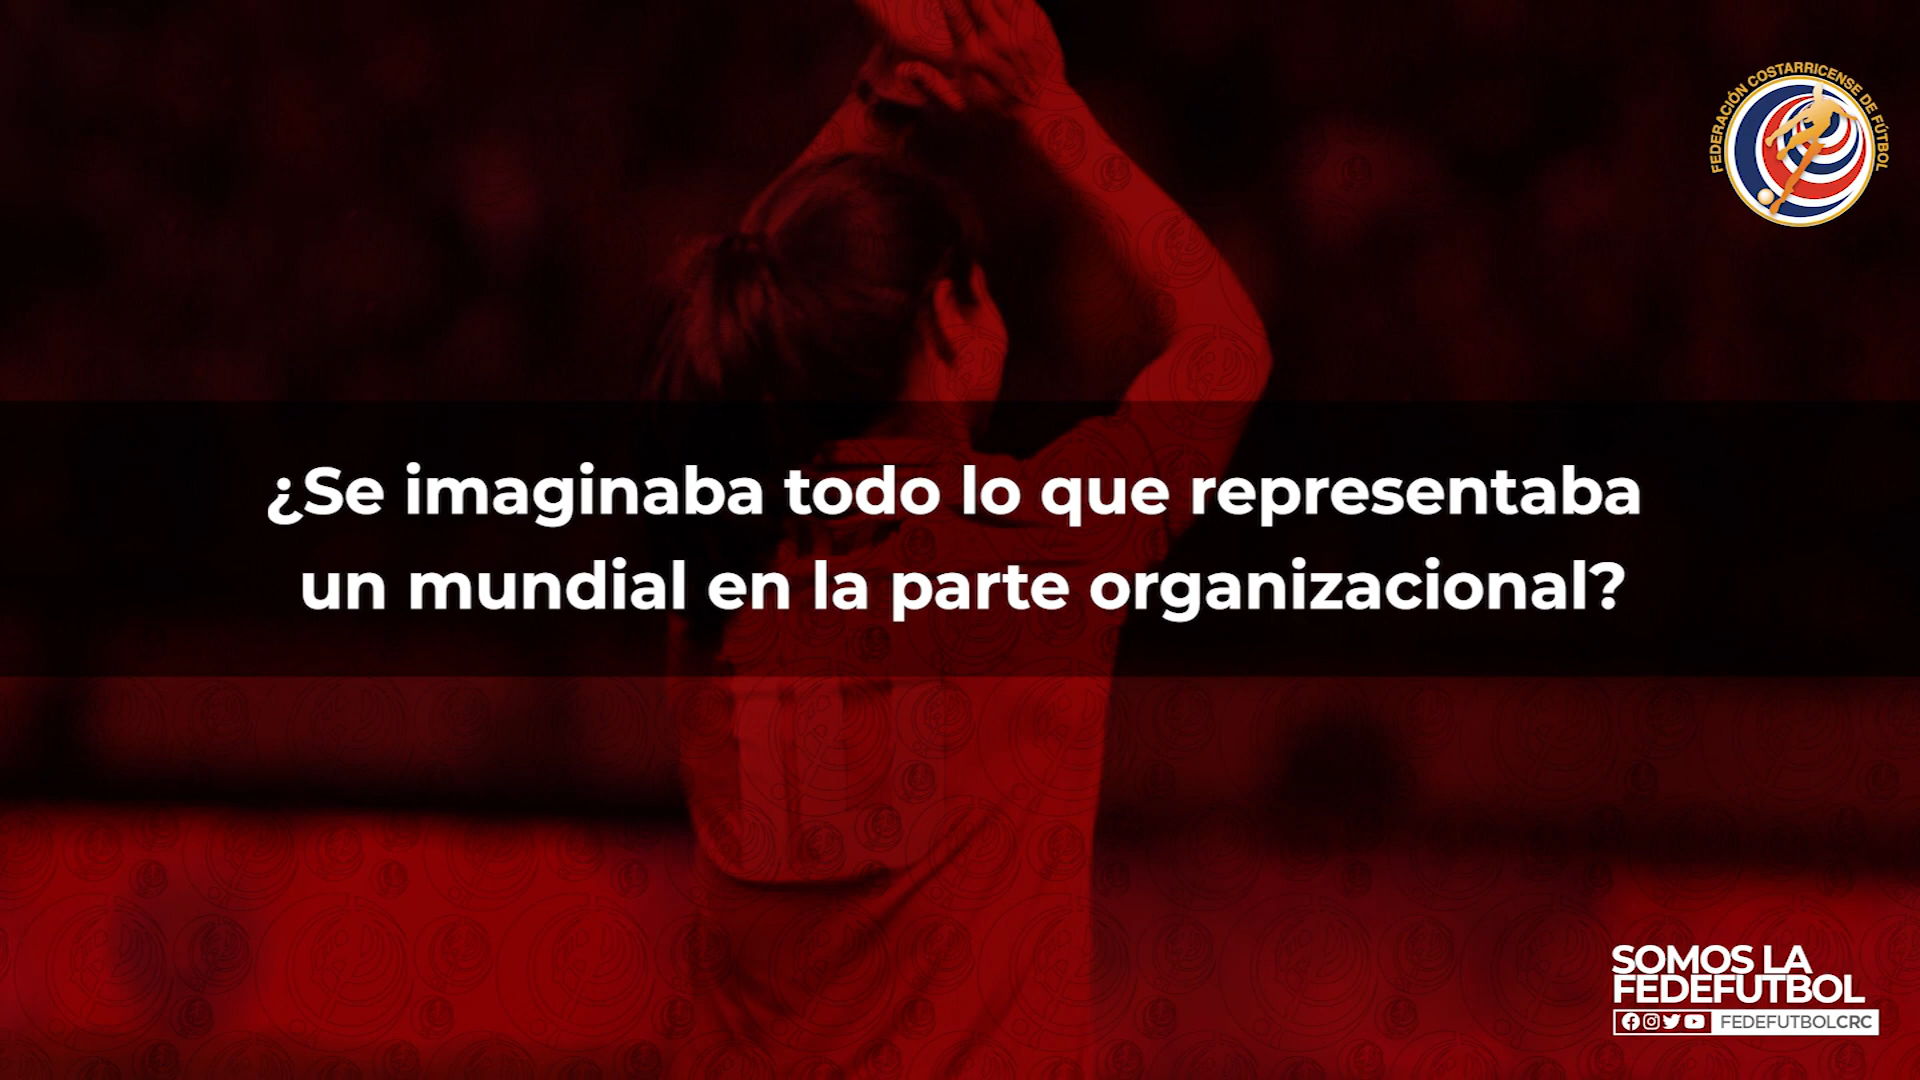 FEDERACIÓN COSTARRICENSE DE FÚTBOL
¿Se imaginaba todo lo que representaba
un mundial en la parte organizacional?
SOMOS LA
FEDEFUTBOL
FEDEFUTBOLCRC